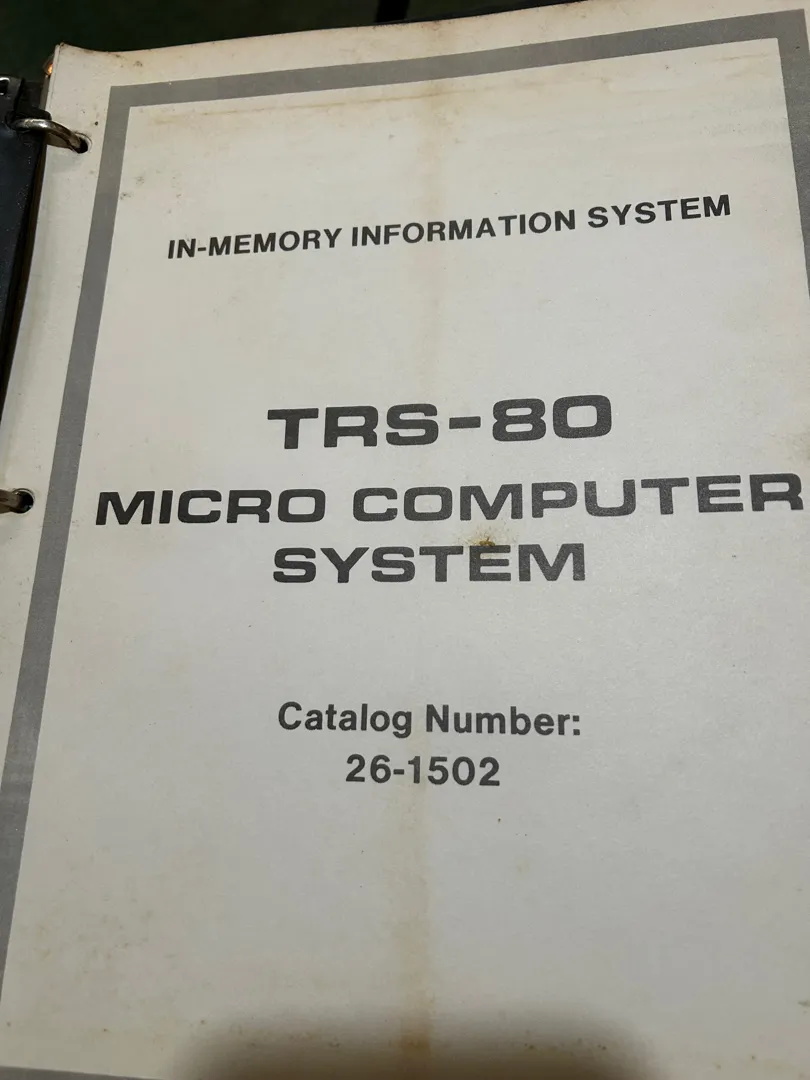 IN-MEMORY INFORMATION SYSTEM
TRS-80
MICRO COMPUTER
SYSTEM
Catalog Number:
26-1502